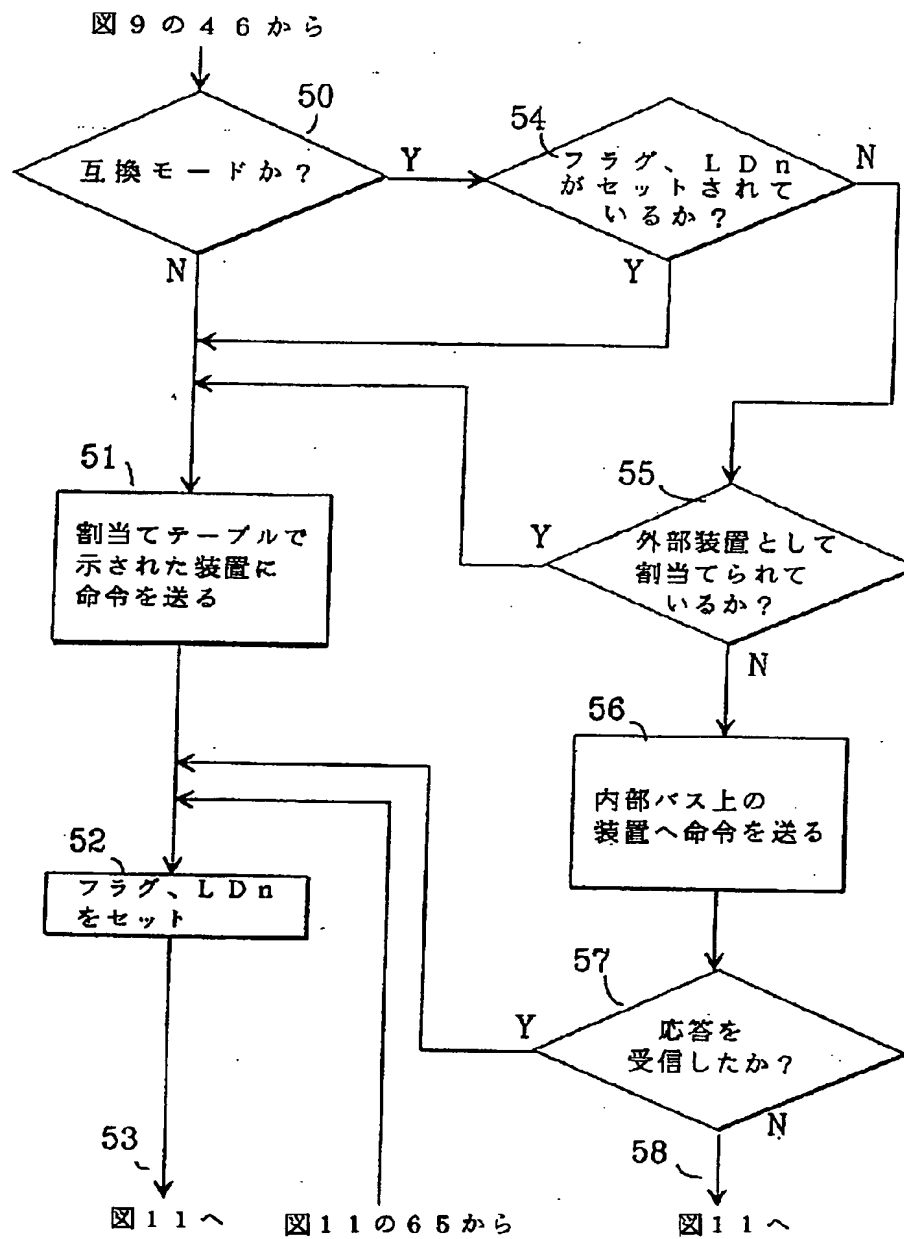 図９の４６から
50
互換モードか？
Y
N
54
フラグ、ＬＤｎ
がセットされて
いるか？
N
Y
51
割当てテーブルで
示された装置に
命令を送る
55
外部装置として
割当てられて
いるか？
Y
N
56
内部バス上の
装置へ命令を送る
52
フラグ、ＬＤｎ
をセット
57
応答を
受信したか？
Y
N
53
58
図１１へ
図１１の６５から
図１１へ